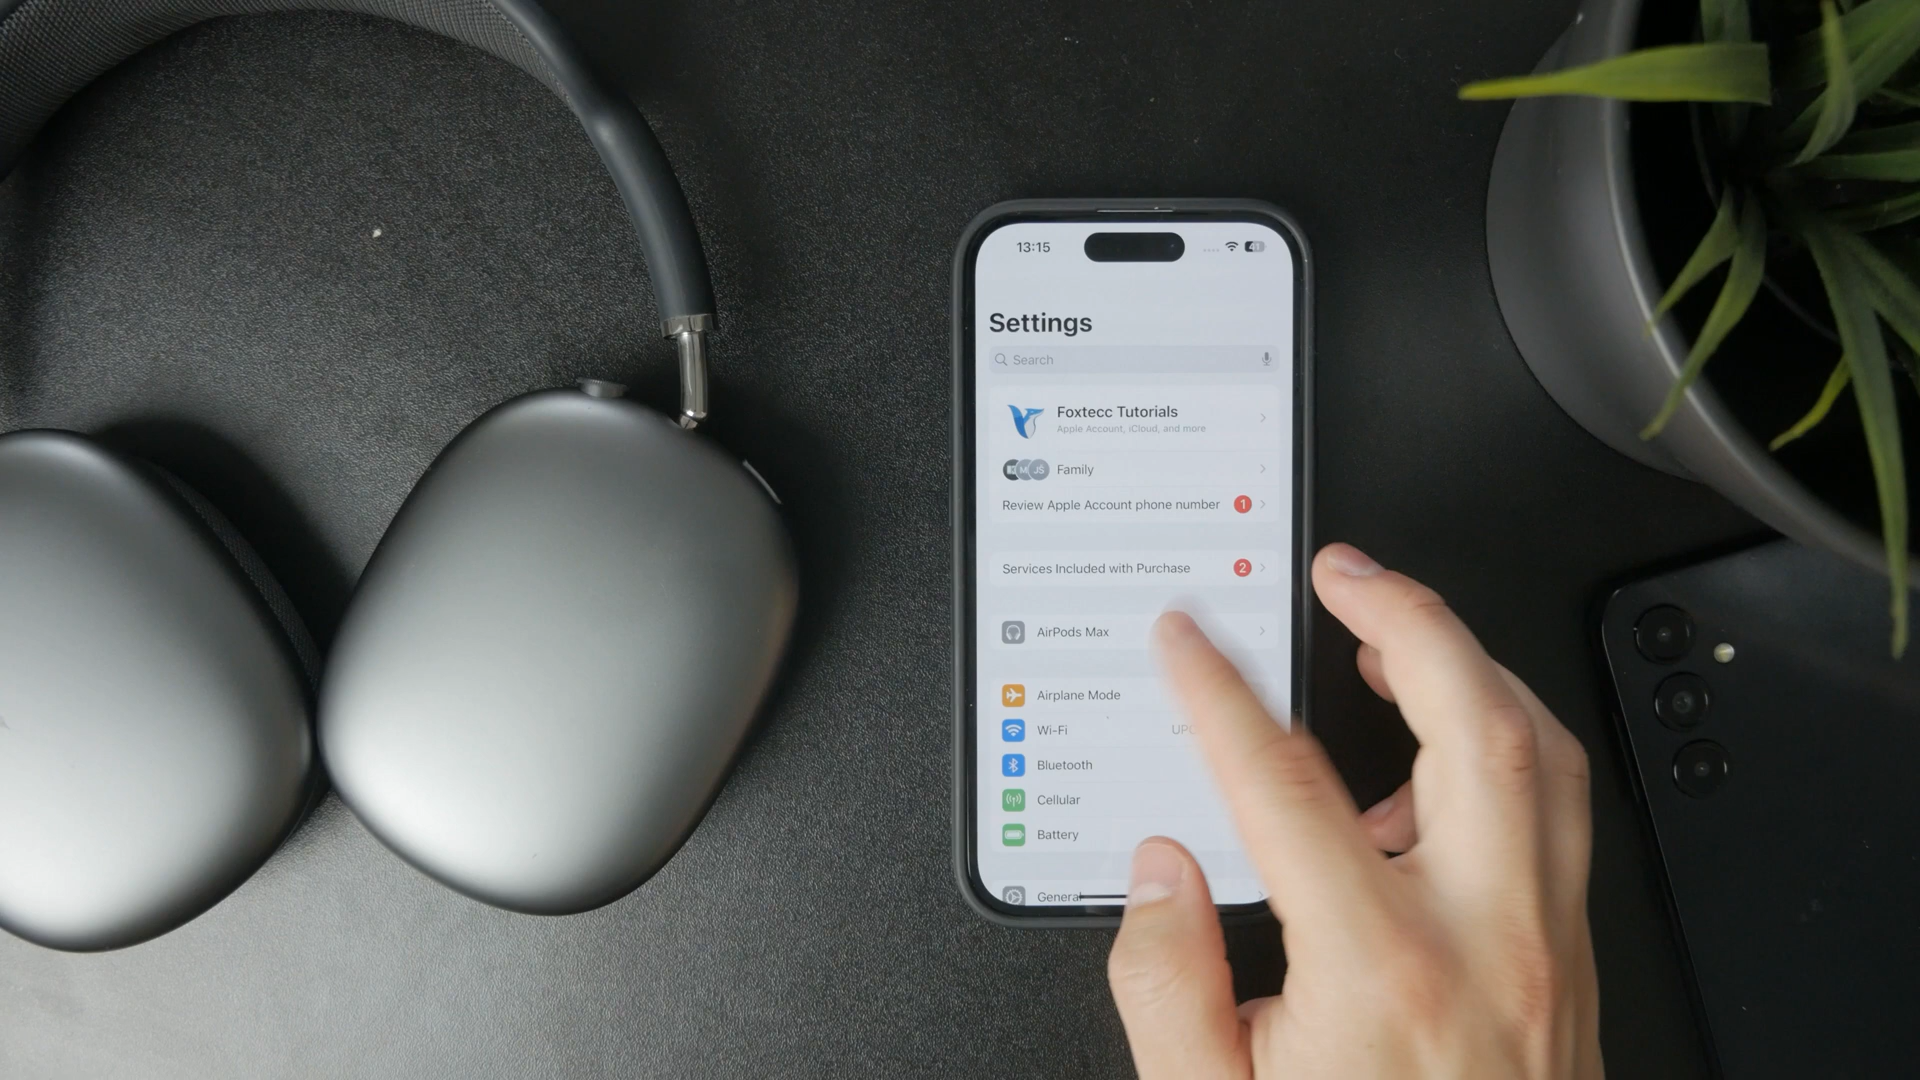 13:15
Settings
Search
Foxtecc Tutorials
Apple Account, iCloud, and more
Family
Review Apple Account phone number 1
Services Included with Purchase 2
AirPods Max
Airplane Mode
Wi-Fi
Bluetooth
Cellular
Battery
General